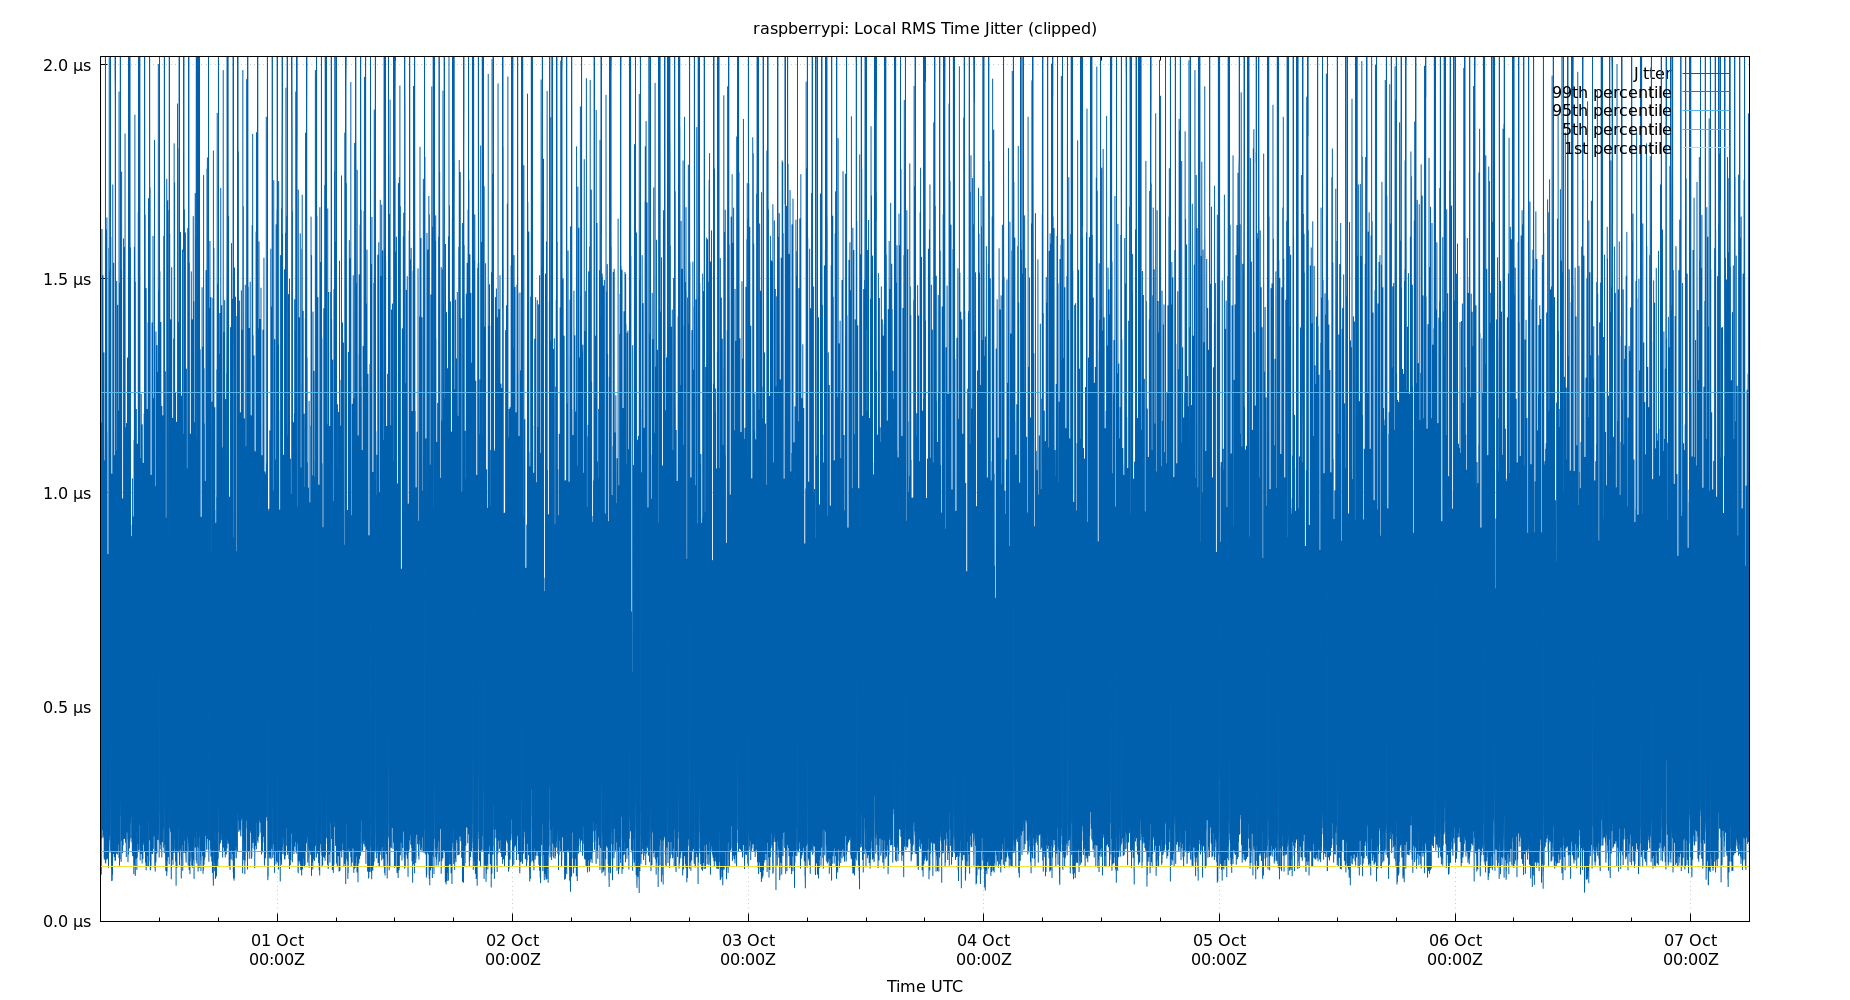 raspberrypi: Local RMS Time Jitter (clipped)
2.0 μs
1.5 μs
1.0 μs
0.5 μs
0.0 μs
Jitter
99th percentile
95th percentile
5th percentile
1st percentile
01 Oct
00:00Z
02 Oct
00:00Z
03 Oct
00:00Z
04 Oct
00:00Z
05 Oct
00:00Z
06 Oct
00:00Z
07 Oct
00:00Z
Time UTC